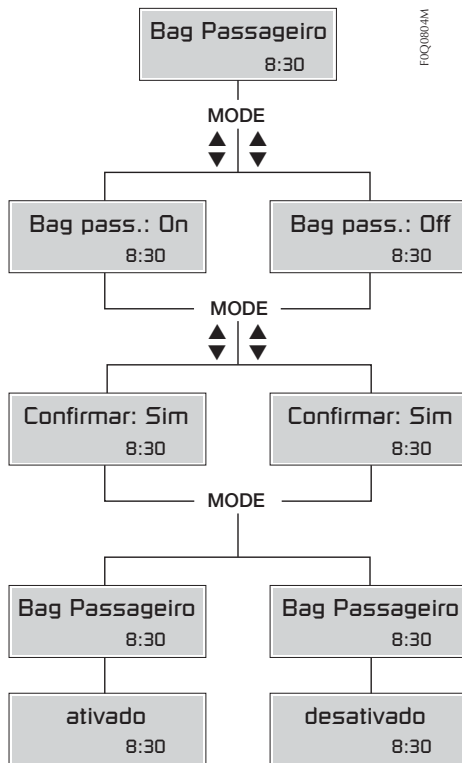 Bag Passageiro
8:30
F0Q0804M
MODE
▲ ▲
▼ ▼
Bag pass.: On
8:30
Bag pass.: Off
8:30
MODE
▲ ▲
▼ ▼
Confirmar: Sim
8:30
Confirmar: Sim
8:30
MODE
Bag Passageiro
8:30
Bag Passageiro
8:30
ativado
8:30
desativado
8:30